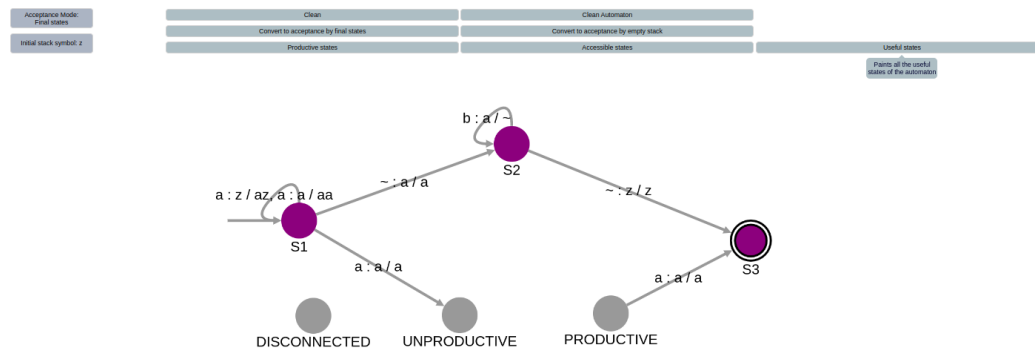 Acceptance Mode:
Final states
Clean
Clean Automaton
Initial stack symbol: z
Convert to acceptance by final states
Convert to acceptance by empty stack
Productive states
Accessible states
Useful states
Paints all the useful
states of the automaton
b : a / ~
S2
~ : a / a
~ : z / z
a : z / az, a : a / aa
S1
S3
a : a / a
a : a / a
DISCONNECTED
UNPRODUCTIVE
PRODUCTIVE